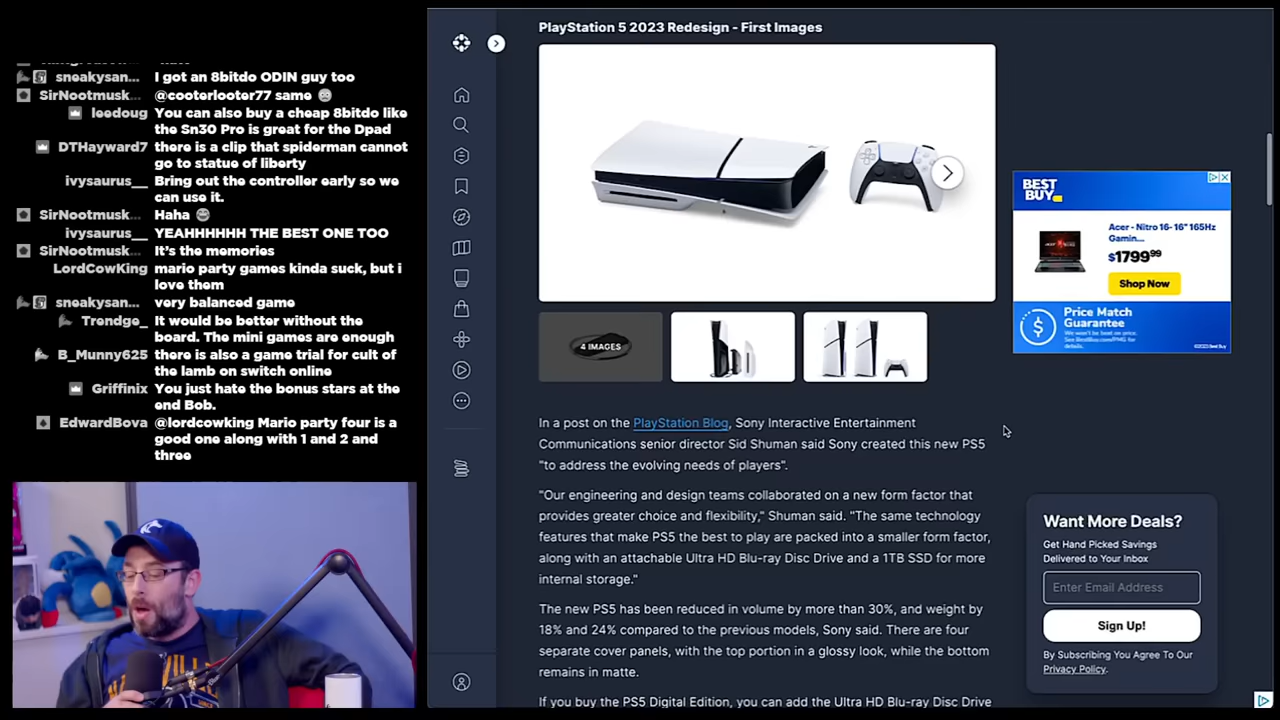 sneakysan... I got an 8bitdo ODIN guy too
SirNootmusk... @cooterlooter77 same
leedoug You can also buy a cheap 8bitdo like
the Sn30 Pro is great for the Dpad
DTHayward7 there is a clip that spiderman cannot
go to statue of liberty
ivysaurus__ Bring out the controller early so we
can use it.
SirNootmusk... Haha
ivysaurus__ YEAHHHHHH THE BEST ONE TOO
SirNootmusk... It's the memories
LordCowKing mario party games kinda suck, but i
love them
sneakysan... very balanced game
Trendge_ It would be better without the
board. The mini games are enough
B_Munny625 there is also a game trial for cult of
the lamb on switch online
Griffinix You just hate the bonus stars at the
end Bob.
EdwardBova @lordcowking Mario party four is a
good one along with 1 and 2 and
three
PlayStation 5 2023 Redesign - First Images
4 IMAGES
In a post on the PlayStation Blog, Sony Interactive Entertainment
Communications senior director Sid Shuman said Sony created this new PS5
"to address the evolving needs of players".
"Our engineering and design teams collaborated on a new form factor that
provides greater choice and flexibility," Shuman said. "The same technology
features that make PS5 the best to play are packed into a smaller form factor,
along with an attachable Ultra HD Blu-ray Disc Drive and a 1TB SSD for more
internal storage."
The new PS5 has been reduced in volume by more than 30%, and weight by
18% and 24% compared to the previous models, Sony said. There are four
separate cover panels, with the top portion in a glossy look, while the bottom
remains in matte.
If you buy the PS5 Digital Edition, you can add the Ultra HD Blu-ray Disc Drive
BEST
BUY
Acer - Nitro 16- 16" 165Hz
Gamin...
$179999
Shop Now
Price Match
Guarantee
We won't be beat on price.
See BestBuy.com/PMG for
details.
©2023 Best Buy
Want More Deals?
Get Hand Picked Savings
Delivered to Your Inbox
Enter Email Address
Sign Up!
By Subscribing You Agree To Our
Privacy Policy.